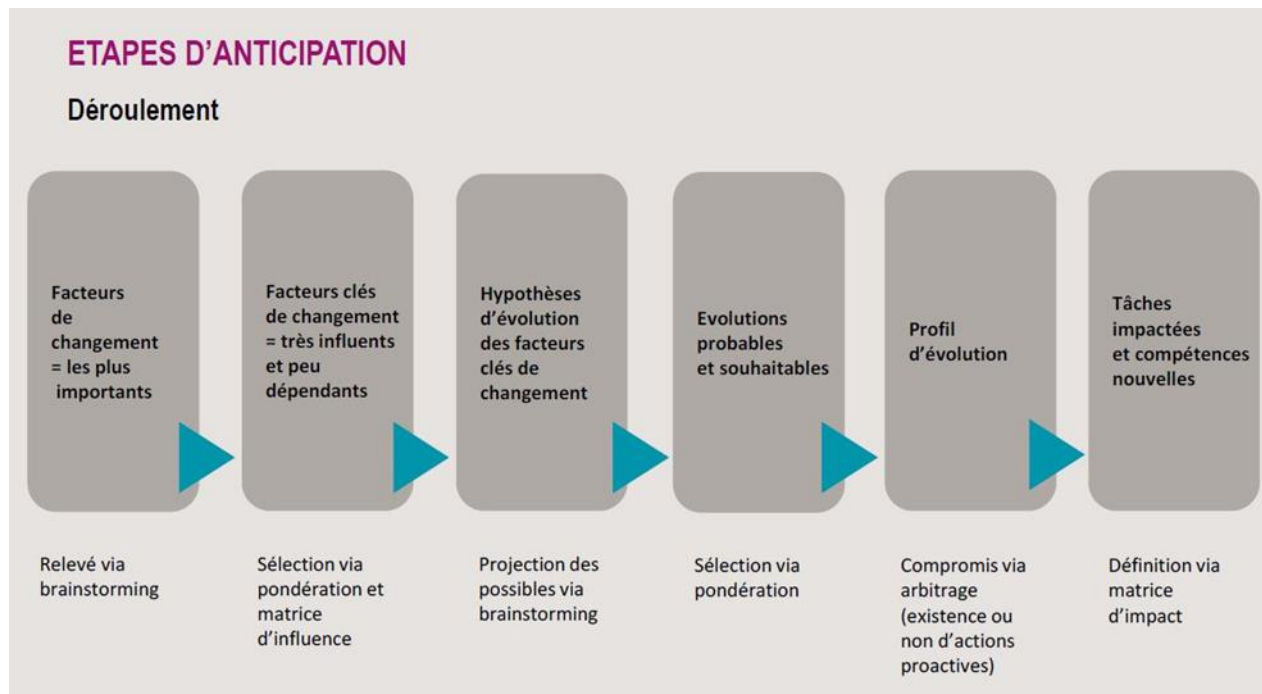 ETAPES D'ANTICIPATION
Déroulement
Facteurs
de
changement
= les plus
importants
Facteurs clés
de changement
= très influents
et peu
dépendants
Hypothèses
d'évolution
des facteurs
clés de
changement
Evolutions
probables
et souhaitables
Profil
d'évolution
Tâches
impactées
et compétences
nouvelles
Relevé via
brainstorming
Sélection via
pondération et
matrice
d'influence
Projection des
possibles via
brainstorming
Sélection via
pondération
Compromis via
arbitrage
(existence ou
non d'actions
proactives)
Définition via
matrice
d'impact